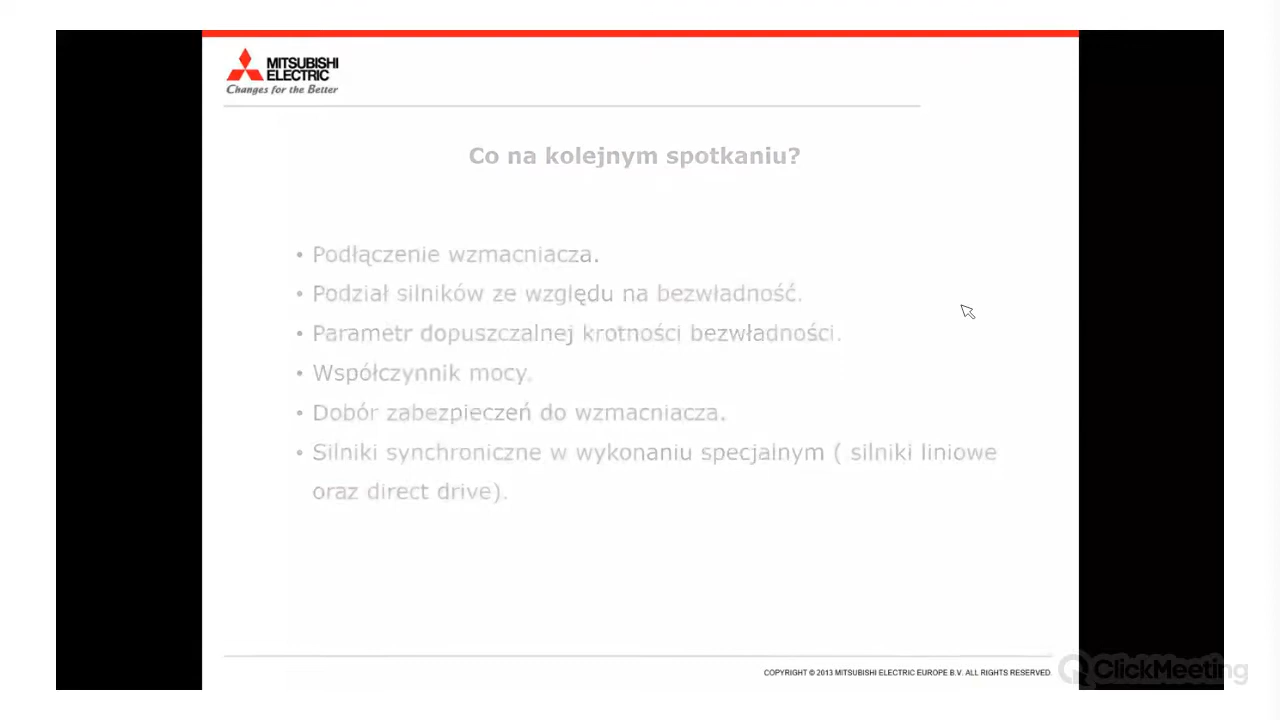 MITSUBISHI
ELECTRIC
Changes for the Better
Co na kolejnym spotkaniu?
• Podłączenie wzmacniacza.
• Podział silników ze względu na bezwładność.
• Parametr dopuszczalnej krotności bezwładności.
• Współczynnik mocy.
• Dobór zabezpieczeń do wzmacniacza.
• Silniki synchroniczne w wykonaniu specjalnym ( silniki liniowe
oraz direct drive).
COPYRIGHT © 2013 MITSUBISHI ELECTRIC EUROPE B.V. ALL RIGHTS RESERVED.
ClickMeeting